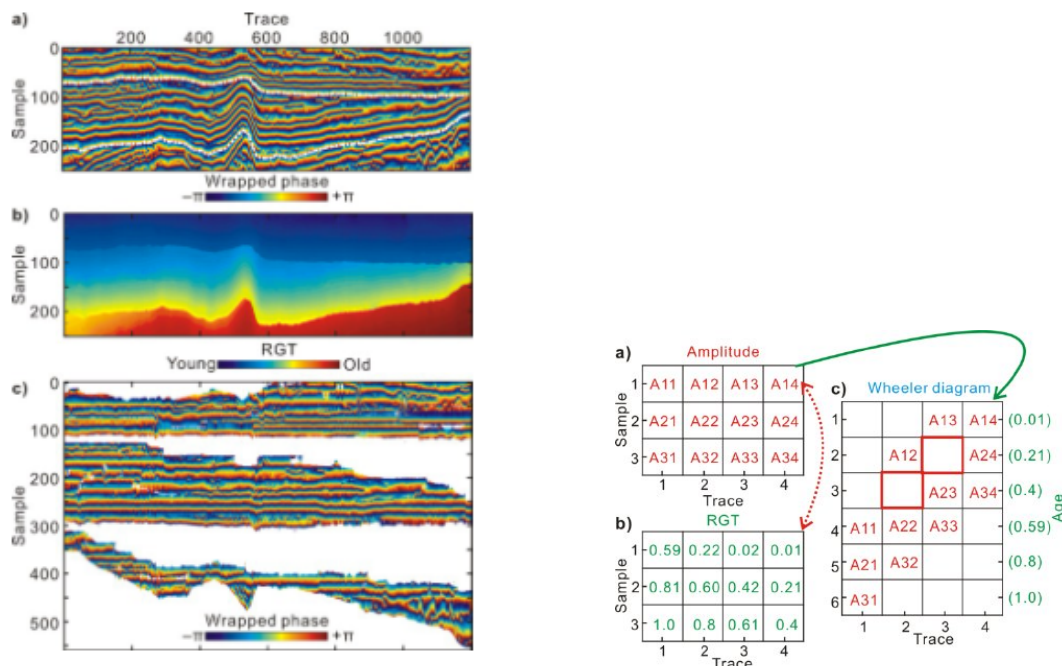 a)
Trace
200 400 600 800 1000
0
100
200
Sample
Wrapped phase
−π +π
b)
0
100
200
Sample
RGT
Young Old
c)
0
100
200
300
400
500
Sample
Wrapped phase
−π +π
a)
Amplitude
1 A11 A12 A13 A14
2 A21 A22 A23 A24
3 A31 A32 A33 A34
Sample
1 2 3 4
Trace
b)
RGT
1 0.59 0.22 0.02 0.01
2 0.81 0.60 0.42 0.21
3 1.0 0.8 0.61 0.4
Sample
1 2 3 4
Trace
c)
Wheeler diagram
1 A13 A14 (0.01)
2 A12 A24 (0.21)
3 A23 A34 (0.4)
4 A11 A22 A33 (0.59)
5 A21 A32 (0.8)
6 A31 (1.0)
Sample
Age
1 2 3 4
Trace